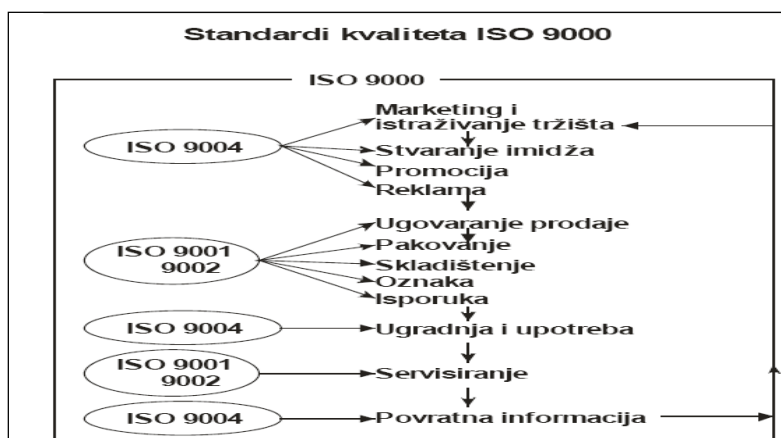 Standardi kvaliteta ISO 9000
ISO 9000
Marketing i
istraživanje tržišta
ISO 9004
Stvaranje imidža
Promocija
Reklama
Ugovaranje prodaje
ISO 9001
9002
Pakovanje
Skladištenje
Oznaka
Isporuka
ISO 9004
Ugradnja i upotreba
ISO 9001
9002
Servisiranje
ISO 9004
Povratna informacija